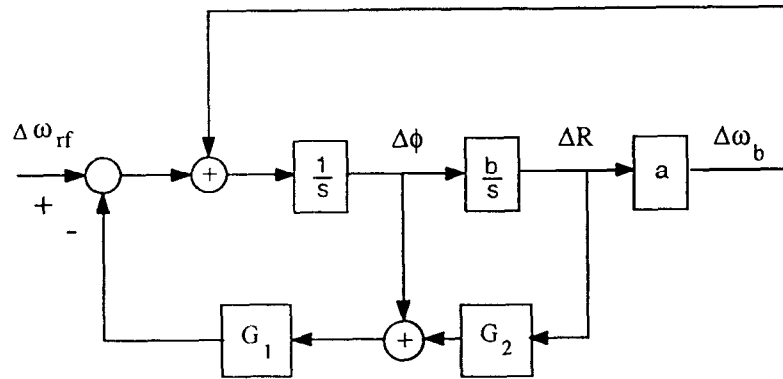 Δω_rf
+
-
+
1/s
Δϕ
b/s
ΔR
a
Δω_b
G_1
+
G_2